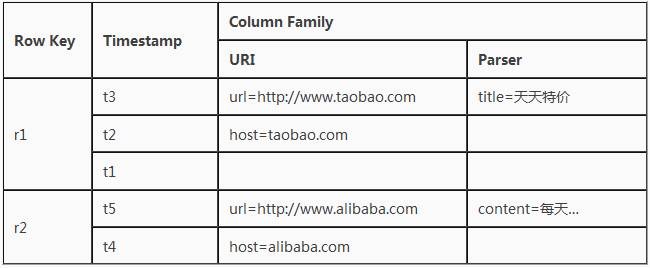 Row Key Timestamp Column Family
URI Parser
r1 t3 url=http://www.taobao.com title=天天特价
t2 host=taobao.com
t1
r2 t5 url=http://www.alibaba.com content=每天...
t4 host=alibaba.com